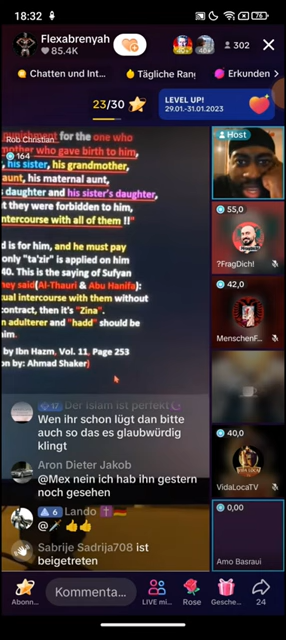 18:32
76
Flexabrenyah
85.4K
302
Chatten und Int...
Tägliche Ran
Erkunden
23/30
LEVEL UP!
29.01-31.01.2023
punishment for the one who
mother who gave birth to him,
, his sister, his grandmother,
aunt, his maternal aunt,
s daughter and his sister's daughter,
t they were forbidden to him,
ntercourse with all of them !!"
d is for him, and he must pay
only "ta'zir" is applied on him
40. This is the saying of Sufyan
hey said(Al-Thauri & Abu Hanifa):
ual intercourse with them without
contract, then it's "Zina".
n adulterer and "hadd" should be
him.
by Ibn Hazm, Vol. 11, Page 253
on by: Ahmad Shaker)
Rob Christian
164
Host
55,0
?FragDich!
42,0
MenschenF...
40,0
VidaLocaTV
0,00
Amo Basraui
17 Der islam ist perfekt
Wen ihr schon lügt dan bitte
auch so das es glaubwürdig
klingt
Aron Dieter Jakob
@Mex nein ich hab ihn gestern
noch gesehen
6 Lando
@
Sabrije Sadrija708 ist
beigetreten
Abonn...
Kommenta...
LIVE mi...
Rose
Gesche...
24